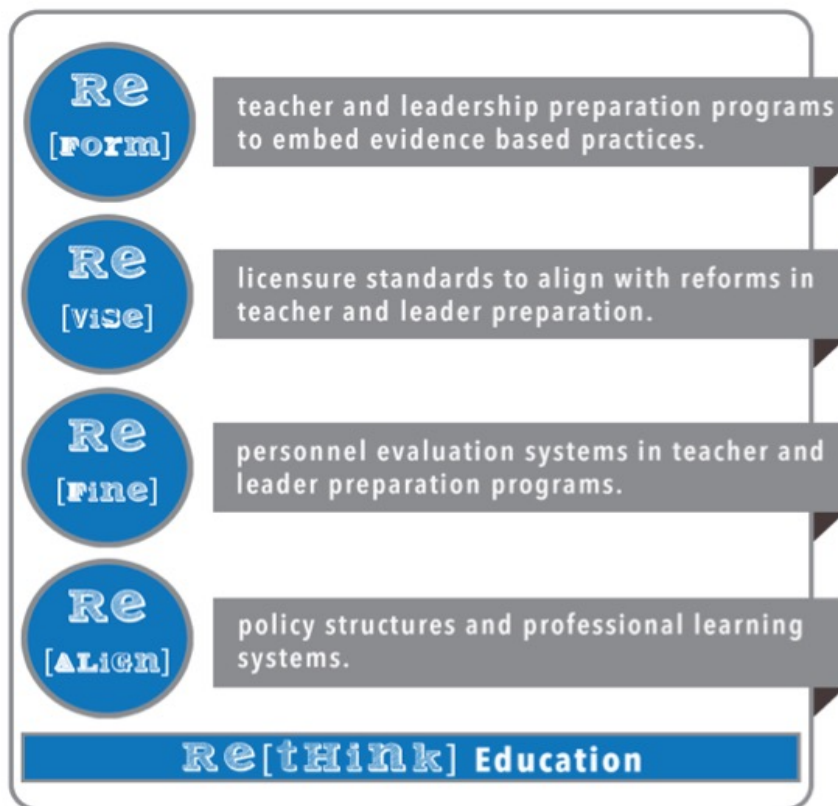 Re
[Form]
teacher and leadership preparation programs
to embed evidence based practices.
Re
[ViSe]
licensure standards to align with reforms in
teacher and leader preparation.
Re
[Fine]
personnel evaluation systems in teacher and
leader preparation programs.
Re
[ALiGn]
policy structures and professional learning
systems.
Re[tHink] Education